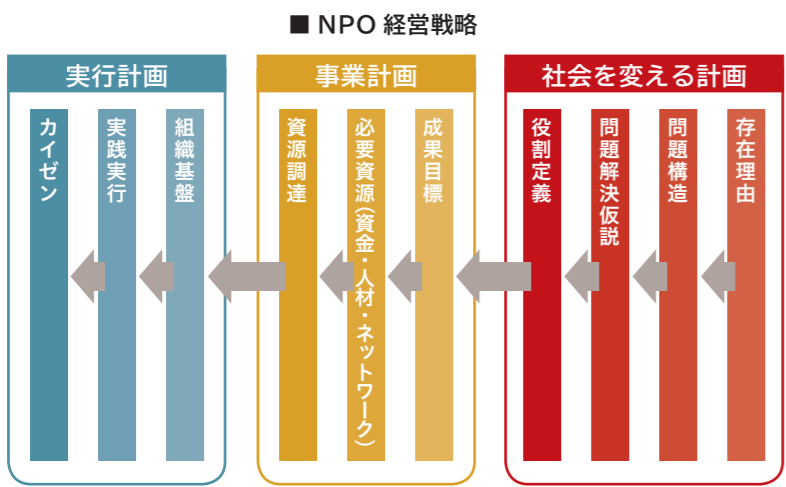 ■ NPO 経営戦略
社会を変える計画
存在理由
問題構造
問題解決仮説
役割定義
事業計画
成果目標
必要資源(資金・人材・ネットワーク)
資源調達
実行計画
組織基盤
実践実行
カイゼン